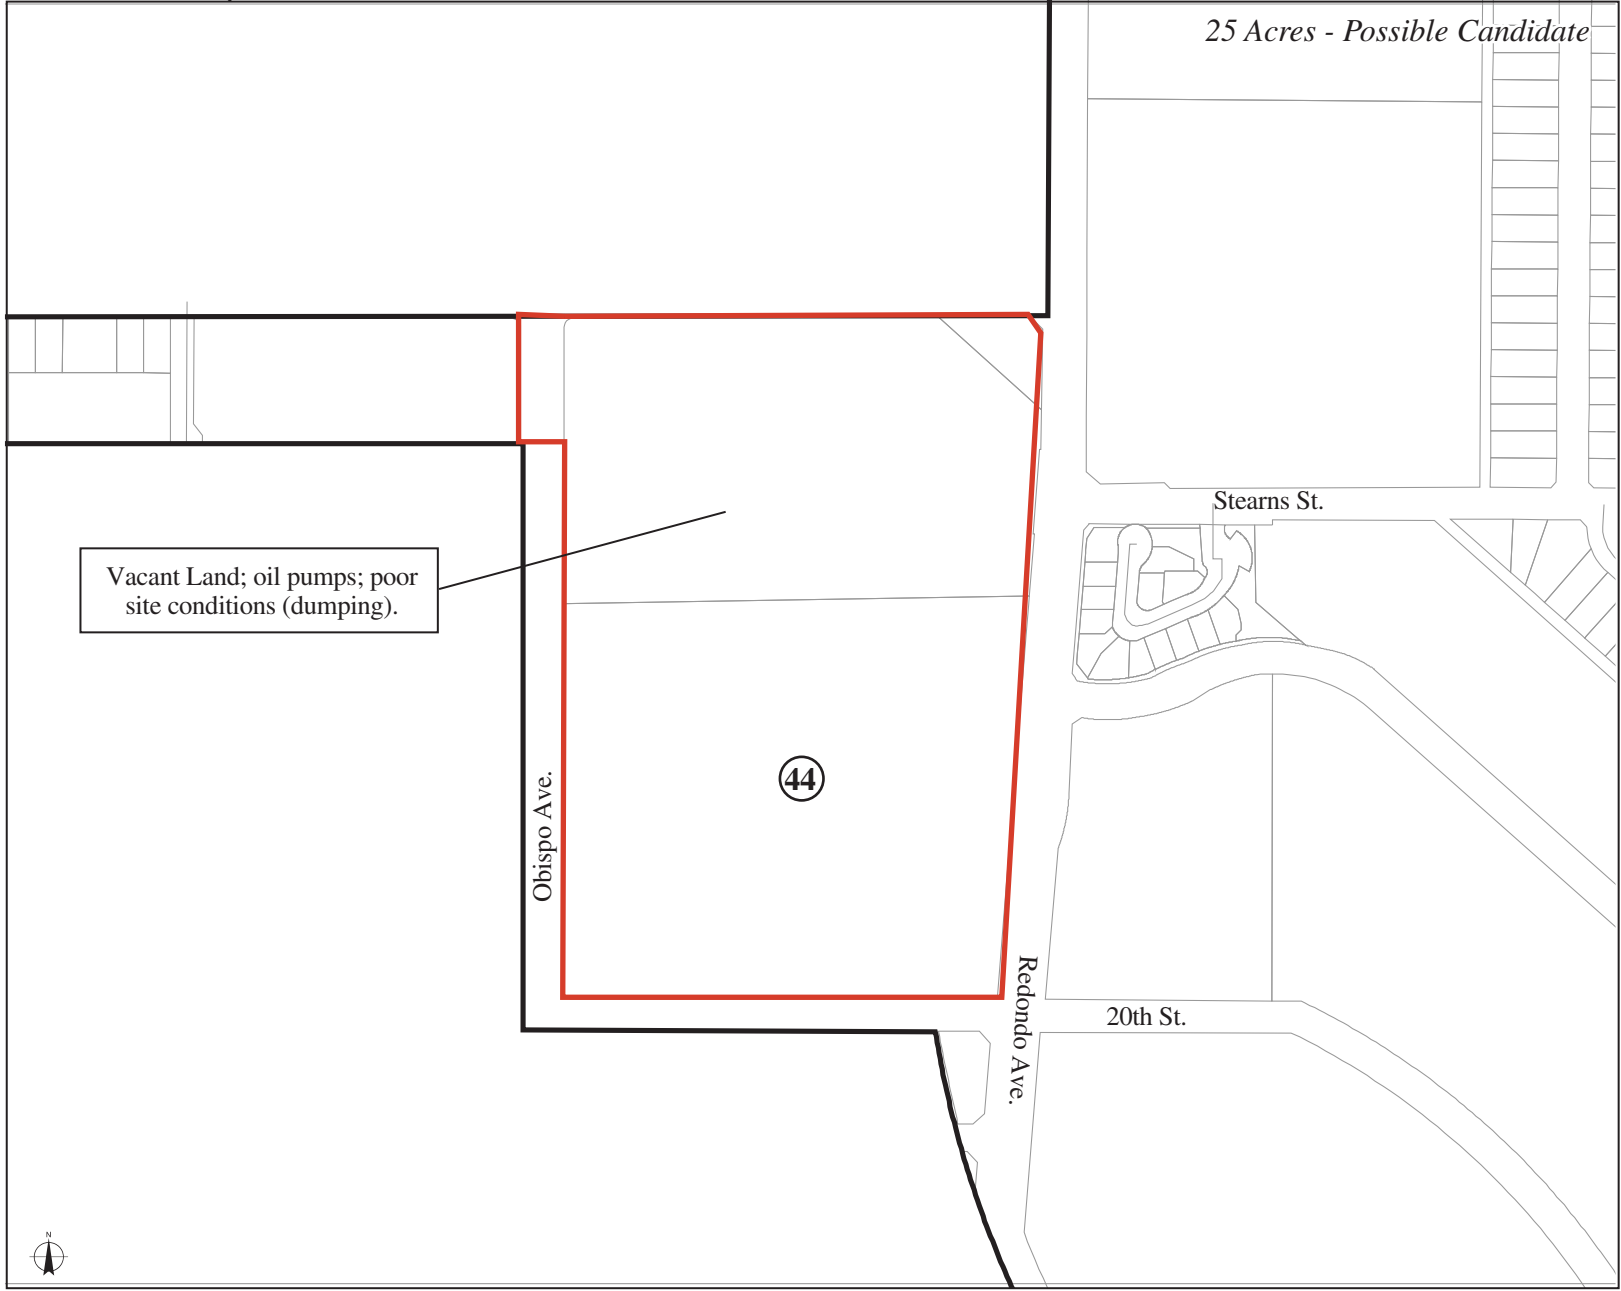 25 Acres - Possible Candidate
Stearns St.
Vacant Land; oil pumps; poor
site conditions (dumping).
44
Obispo Ave.
Redondo Ave.
20th St.
N